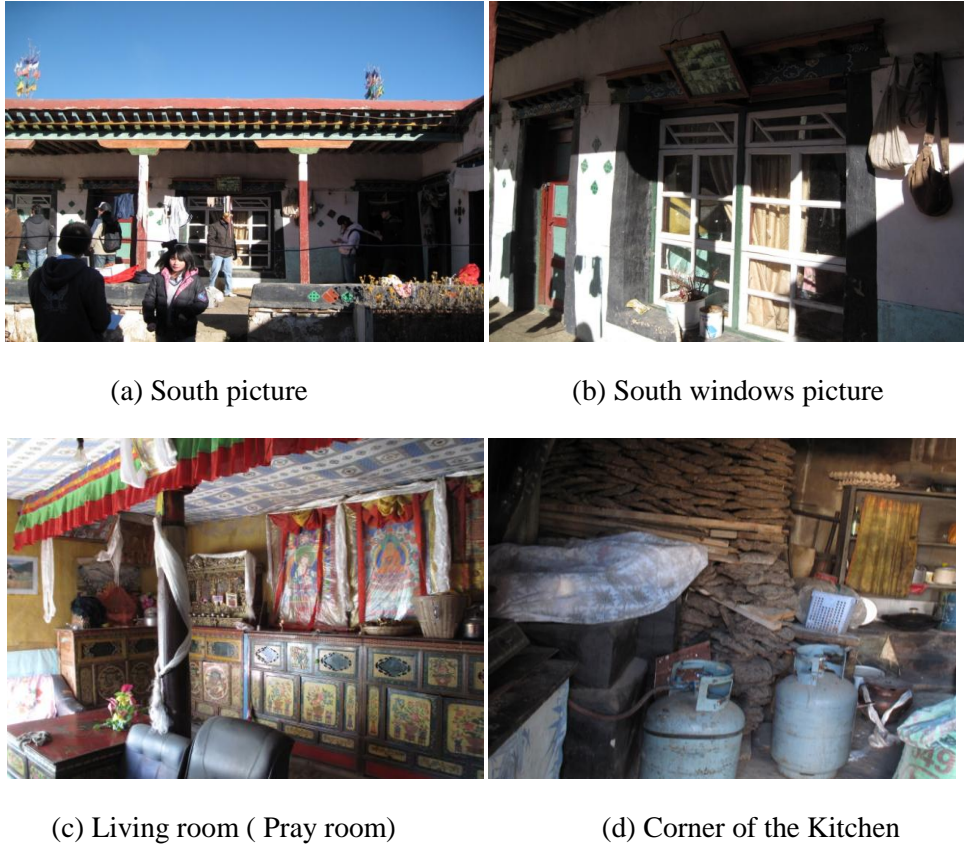 (a) South picture
(b) South windows picture
(c) Living room ( Pray room)
(d) Corner of the Kitchen